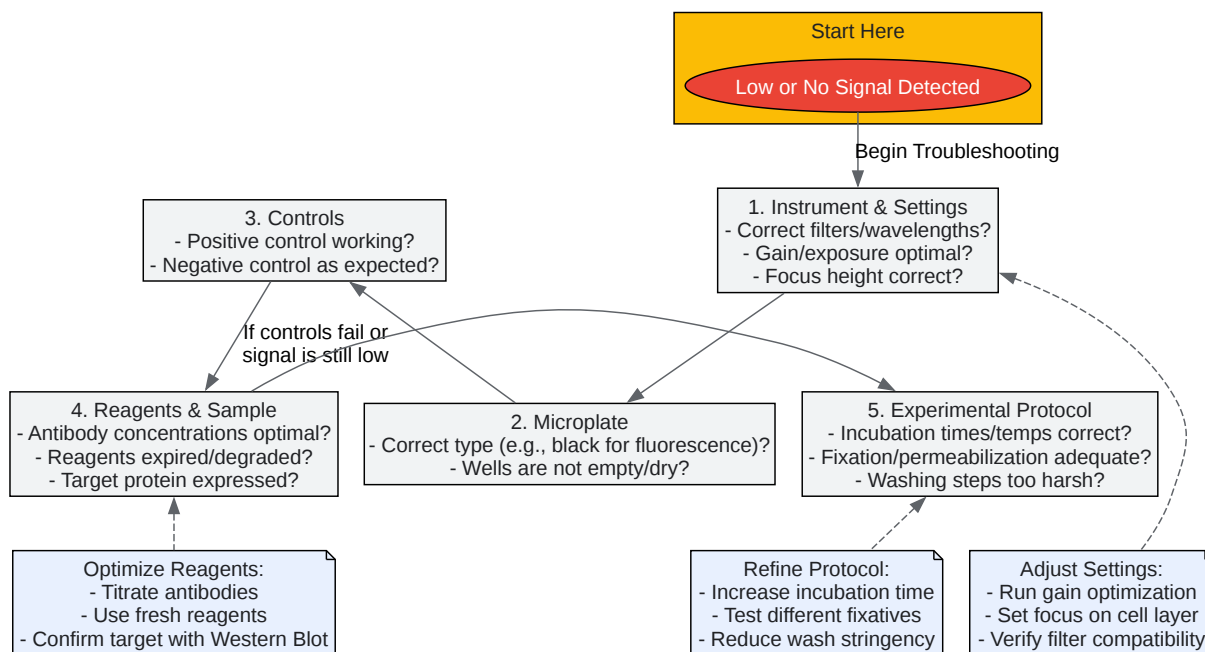 Start Here
Low or No Signal Detected
Begin Troubleshooting
1. Instrument & Settings
- Correct filters/wavelengths?
- Gain/exposure optimal?
- Focus height correct?
3. Controls
- Positive control working?
- Negative control as expected?
If controls fail or
signal is still low
4. Reagents & Sample
- Antibody concentrations optimal?
- Reagents expired/degraded?
- Target protein expressed?
2. Microplate
- Correct type (e.g., black for fluorescence)?
- Wells are not empty/dry?
5. Experimental Protocol
- Incubation times/temps correct?
- Fixation/permeabilization adequate?
- Washing steps too harsh?
Optimize Reagents:
- Titrate antibodies
- Use fresh reagents
- Confirm target with Western Blot
Refine Protocol:
- Increase incubation time
- Test different fixatives
- Reduce wash stringency
Adjust Settings:
- Run gain optimization
- Set focus on cell layer
- Verify filter compatibility